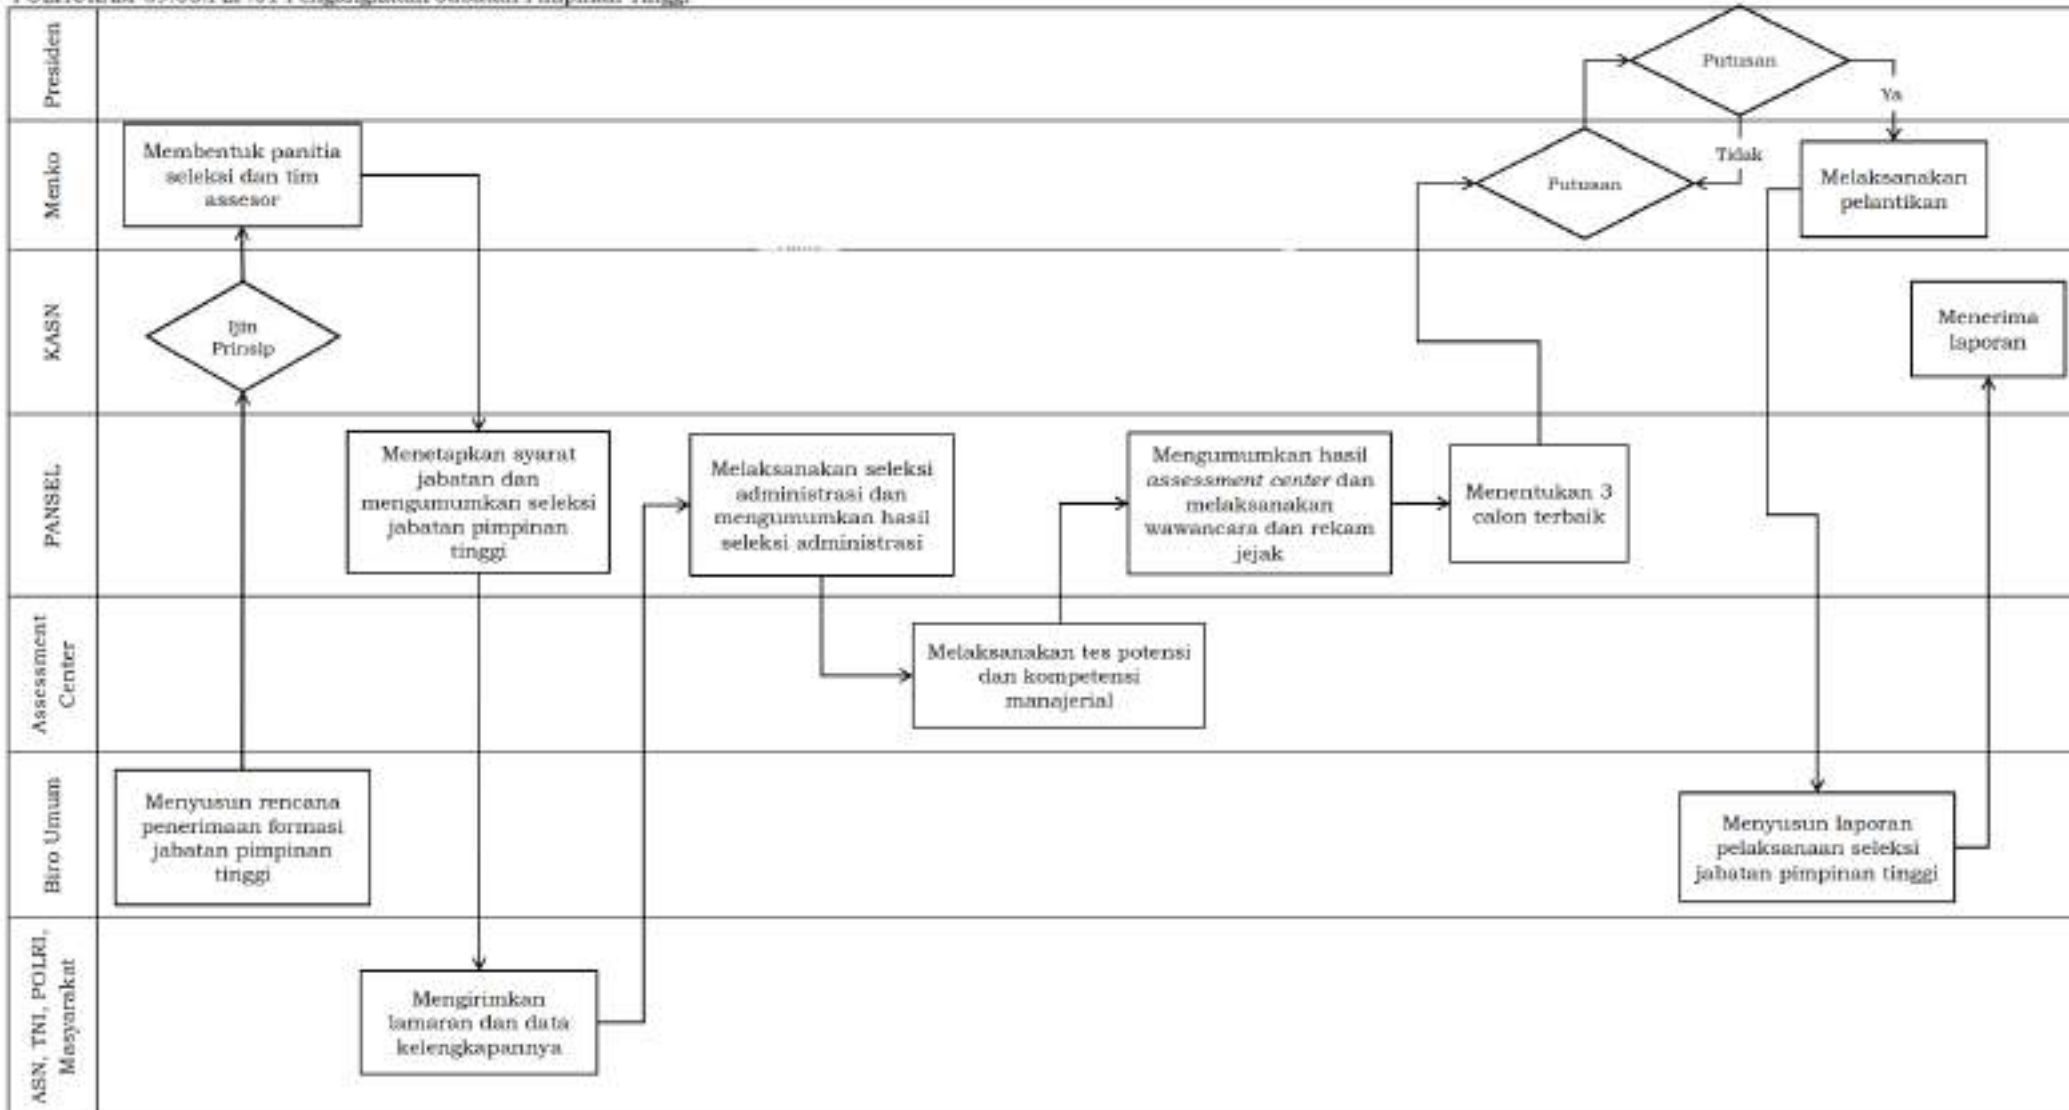 Pengangkatan Jabatan Pimpinan Tinggi
Presiden
Putusan
Ya
Menko
Membentuk panitia
seleksi dan tim
assesor
Putusan
Tidak
Melaksanakan
pelantikan
KASN
Ijin
Prinsip
Menerima
laporan
PANSEL
Menetapkan syarat
jabatan dan
mengumumkan seleksi
jabatan pimpinan
tinggi
Melaksanakan seleksi
administrasi dan
mengumumkan hasil
seleksi administrasi
Mengumumkan hasil
assessment center dan
melaksanakan
wawancara dan rekam
jejak
Menentukan 3
calon terbaik
Assessment
Center
Melaksanakan tes potensi
dan kompetensi
manajerial
Biro Umum
Menyusun rencana
penerimaan formasi
jabatan pimpinan
tinggi
Menyusun laporan
pelaksanaan seleksi
jabatan pimpinan tinggi
ASN, TNI, POLRI,
Masyarakat
Mengirimkan
lamaran dan data
kelengkapannya